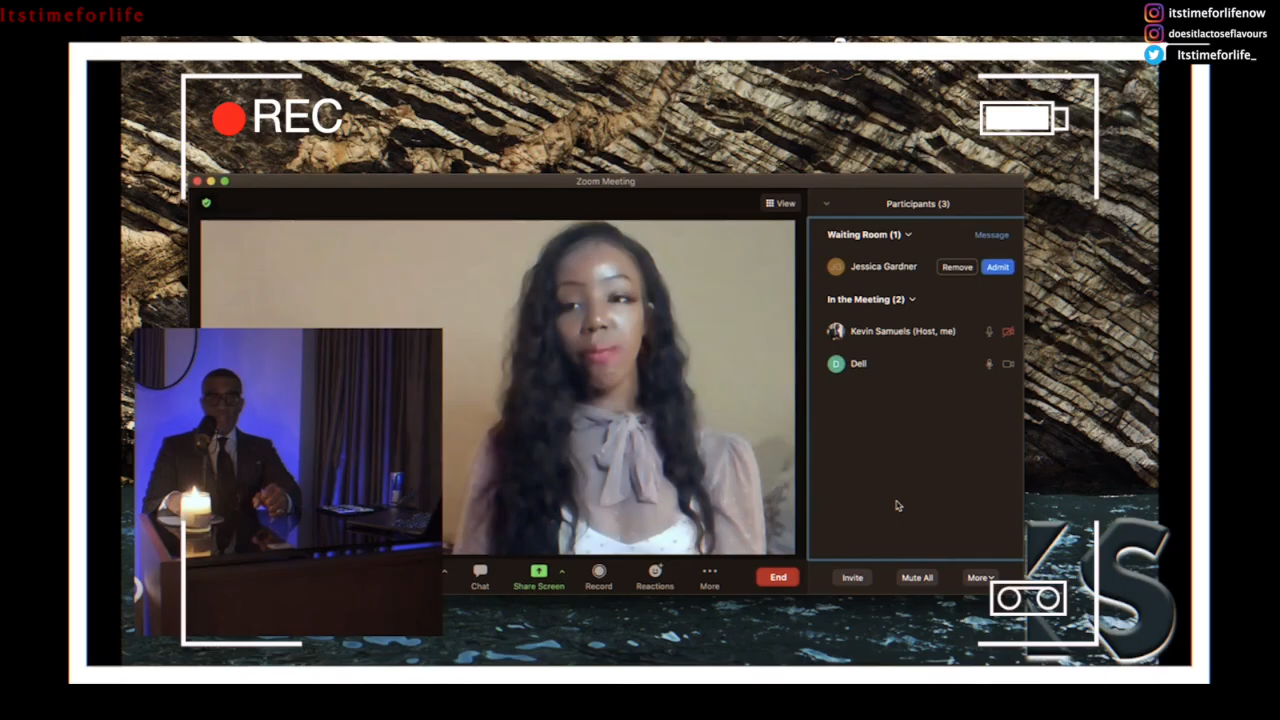 Itstimeforlife
itstimeforlifenow
doesitlactoseflavours
Itstimeforlife_
REC
Zoom Meeting
View
Participants (3)
Waiting Room (1)
Message
JG
Jessica Gardner
Remove
Admit
In the Meeting (2)
Kevin Samuels (Host, me)
D
Dell
Chat
Share Screen
Record
Reactions
More
End
Invite
Mute All
More
KS